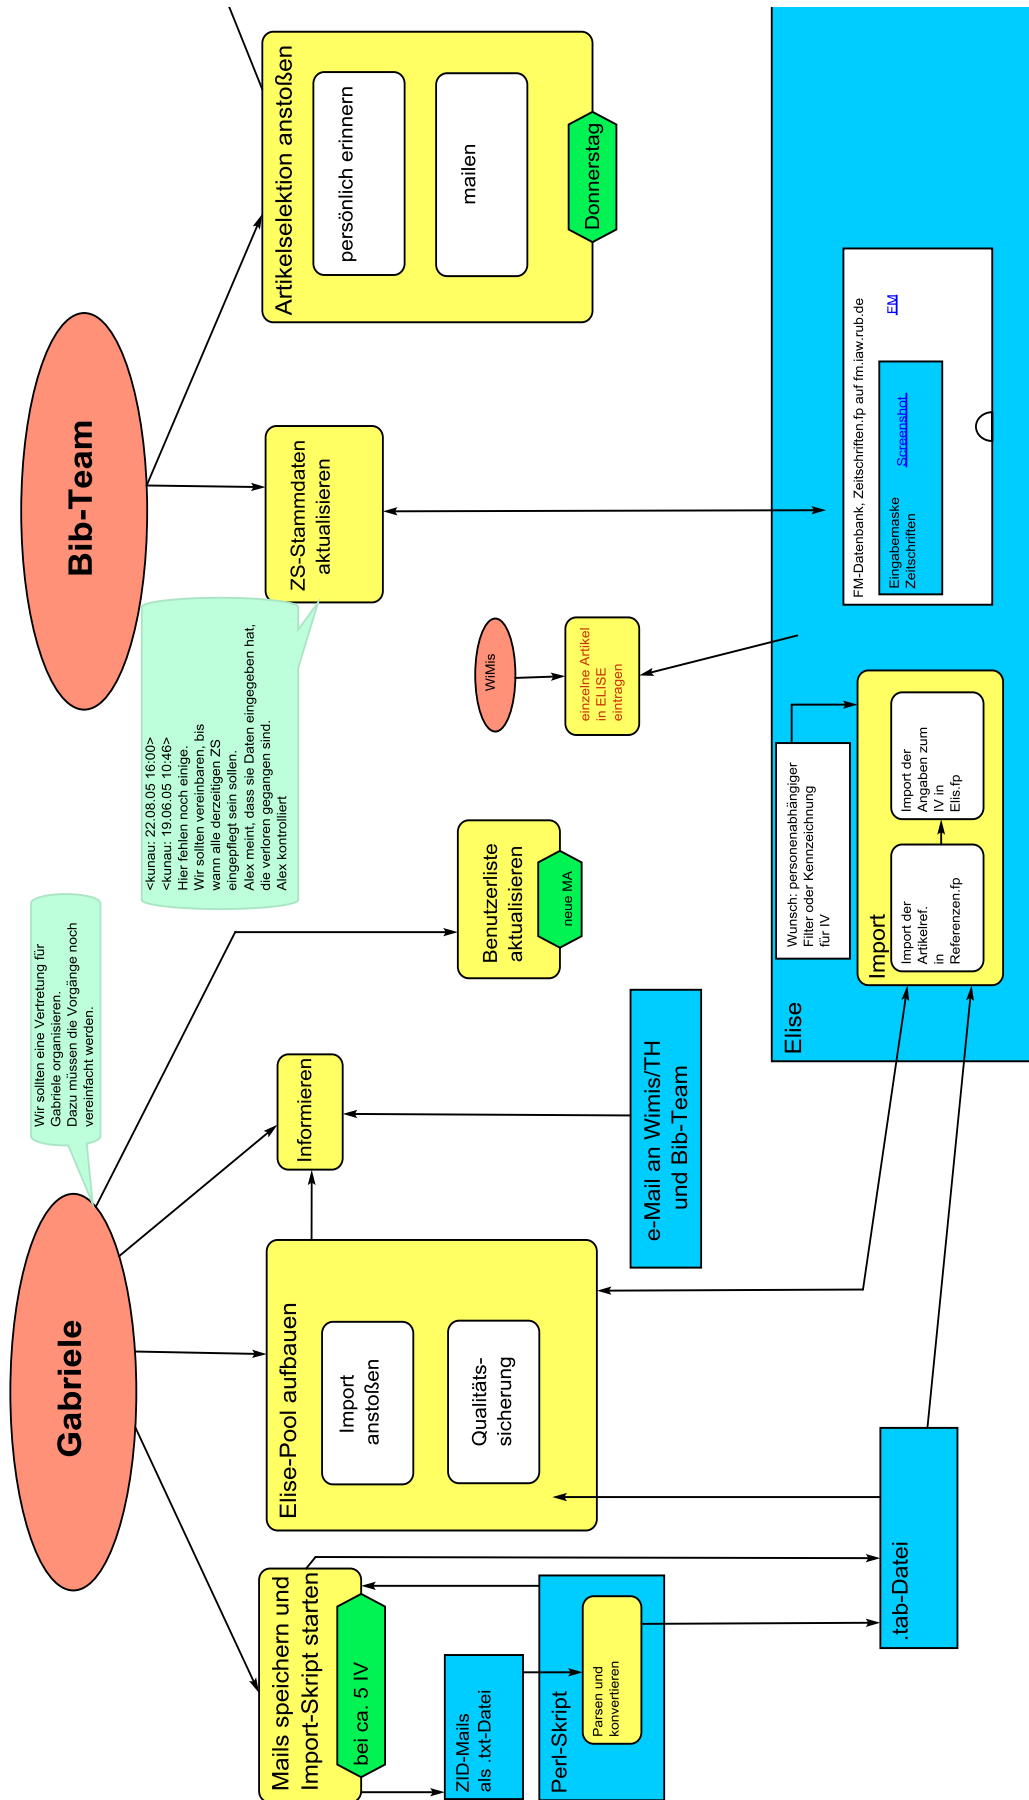 Gabriele
Wir sollten eine Vertretung für
Gabriele organisieren.
Dazu müssen die Vorgänge noch
vereinfacht werden.
Bib-Team
<kunau: 22.08.05 16:00>
<kunau: 19.06.05 10:46>
Hier fehlen noch einige.
Wir sollten vereinbaren, bis
wann alle derzeitigen ZS
eingepflegt sein sollen.
Alex meint, dass sie Daten eingegeben hat,
die verloren gegangen sind.
Alex kontrolliert
Mails speichern und
Import-Skript starten
bei ca. 5 IV
Elise-Pool aufbauen
Import
anstoßen
Qualitäts-
sicherung
Informieren
Benutzerliste
aktualisieren
neue MA
ZS-Stammdaten
aktualisieren
Artikelselektion anstoßen
persönlich erinnern
mailen
Donnerstag
WiMis
einzelne Artikel
in ELISE
eintragen
ZID-Mails
als .txt-Datei
Perl-Skript
Parsen und
konvertieren
e-Mail an Wimis/TH
und Bib-Team
.tab-Datei
Elise
Wunsch: personenabhängiger
Filter oder Kennzeichnung
für IV
Import
Import der
Artikelref.
in
Referenzen.fp
Import der
Angaben zum
IV in
Elis.fp
FM-Datenbank, Zeitschriften.fp auf fm.iaw.rub.de
Eingabemaske
Zeitschriften
Screenshot
FM